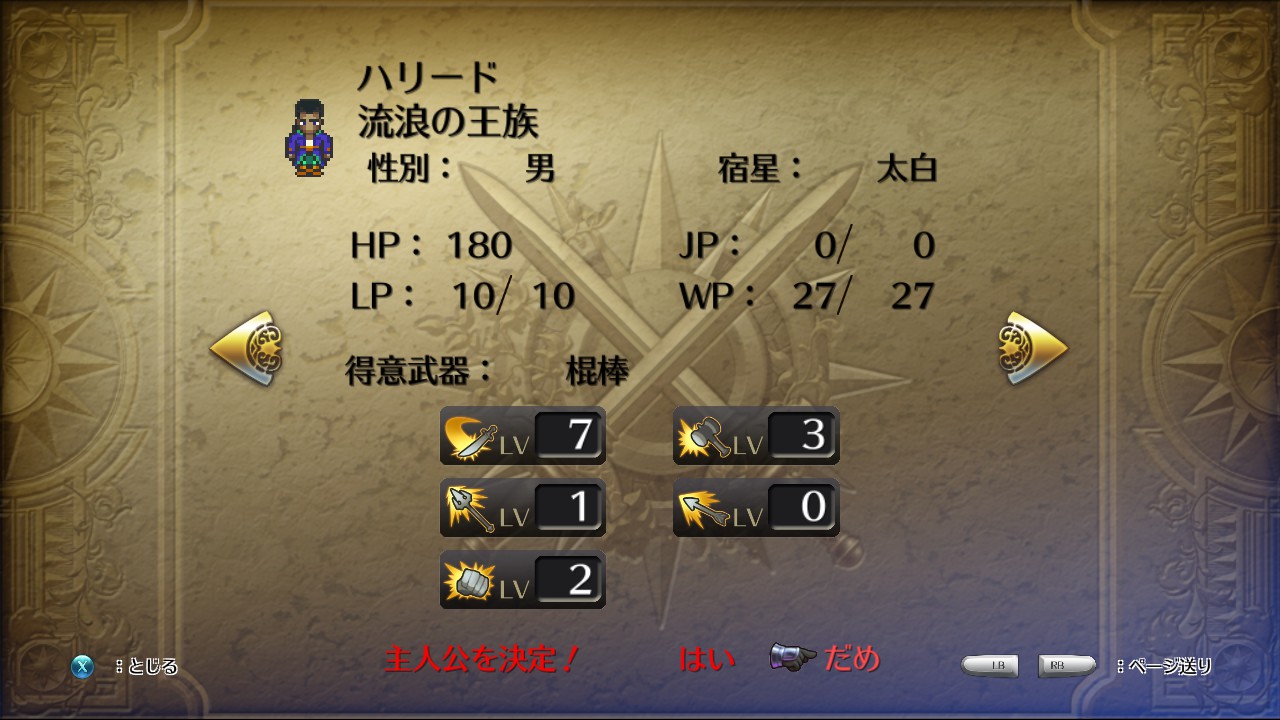 ハリード
流浪の王族
性別： 男 宿星： 太白
HP： 180 JP： 0/ 0
LP： 10/ 10 WP： 27/ 27
得意武器： 棍棒
LV 7 LV 3
LV 1 LV 0
LV 2
主人公を決定！ はい だめ
X ：とじる LB RB ：ページ送り